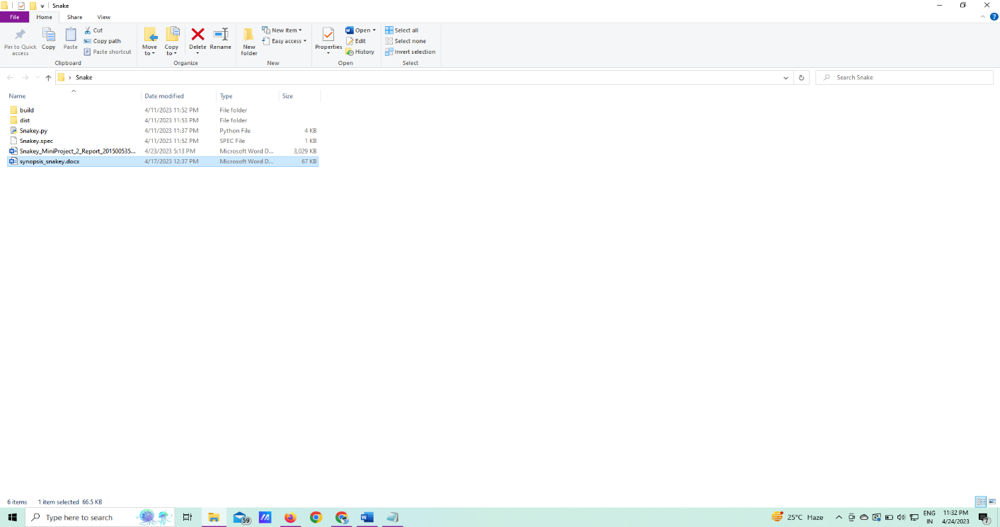 Snake
File Home Share View
Pin to Quick access
Copy
Paste
Cut
Copy path
Paste shortcut
Clipboard
Move to
Copy to
Delete
Rename
Organize
New folder
New item
Easy access
New
Properties
Open
Edit
History
Open
Select all
Select none
Invert selection
Select
Snake
Search Snake
Name Date modified Type Size
build 4/11/2023 11:52 PM File folder
dist 4/11/2023 11:53 PM File folder
Snakey.py 4/11/2023 11:37 PM Python File 4 KB
Snakey.spec 4/11/2023 11:52 PM SPEC File 1 KB
Snakey_MiniProject_2_Report_201500535... 4/23/2023 5:13 PM Microsoft Word D... 3,029 KB
synopsis_snakey.docx 4/17/2023 12:37 PM Microsoft Word D... 67 KB
6 items 1 item selected 66.5 KB
Type here to search
59
25°C Haze
ENG
IN
11:32 PM
4/24/2023
7